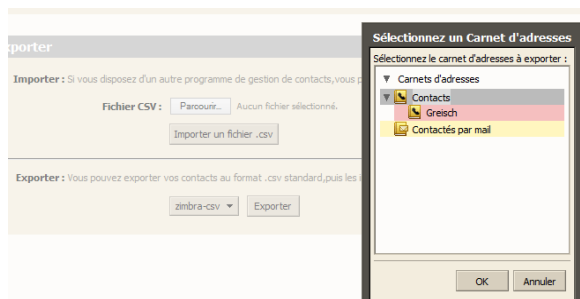 porter
Importer : Si vous disposez d'un autre programme de gestion de contacts,vous p
Fichier CSV : Parcourir... Aucun fichier sélectionné.
Importer un fichier .csv
Exporter : Vous pouvez exporter vos contacts au format .csv standard,puis les
zimbra-csv Exporter
Sélectionnez un Carnet d'adresses
Sélectionnez le carnet d'adresses à exporter :
Carnets d'adresses
Contacts
Greisch
Contactés par mail
OK Annuler